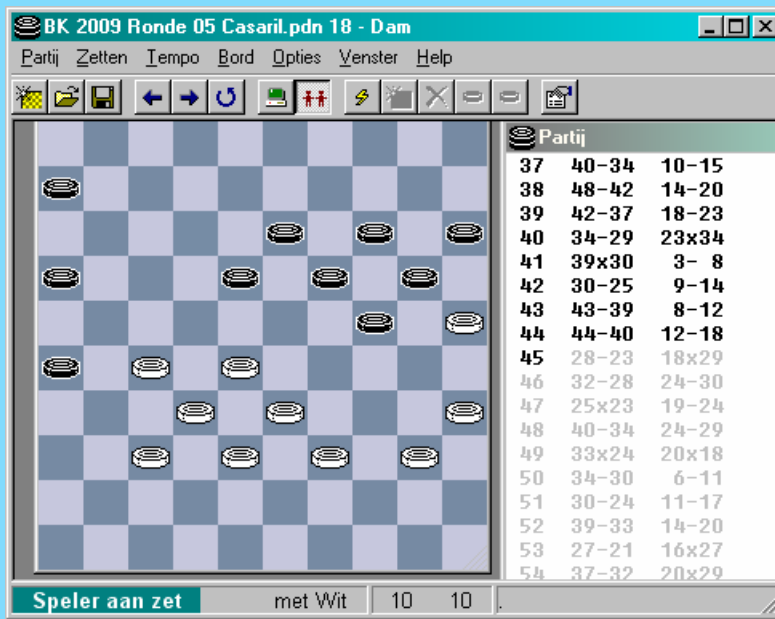 BK 2009 Ronde 05 Casaril.pdn 18 - Dam
Partij Zetten Tempo Bord Opties Venster Help
Partij
37 40-34 10-15
38 48-42 14-20
39 42-37 18-23
40 34-29 23x34
41 39x30 3- 8
42 30-25 9-14
43 43-39 8-12
44 44-40 12-18
45 28-23 18x29
46 32-28 24-30
47 25x23 19-24
48 40-34 24-29
49 33x24 20x18
50 34-30 6-11
51 30-24 11-17
52 39-33 14-20
53 27-21 16x27
54 37-32 20x29
Speler aan zet met Wit 10 10 .